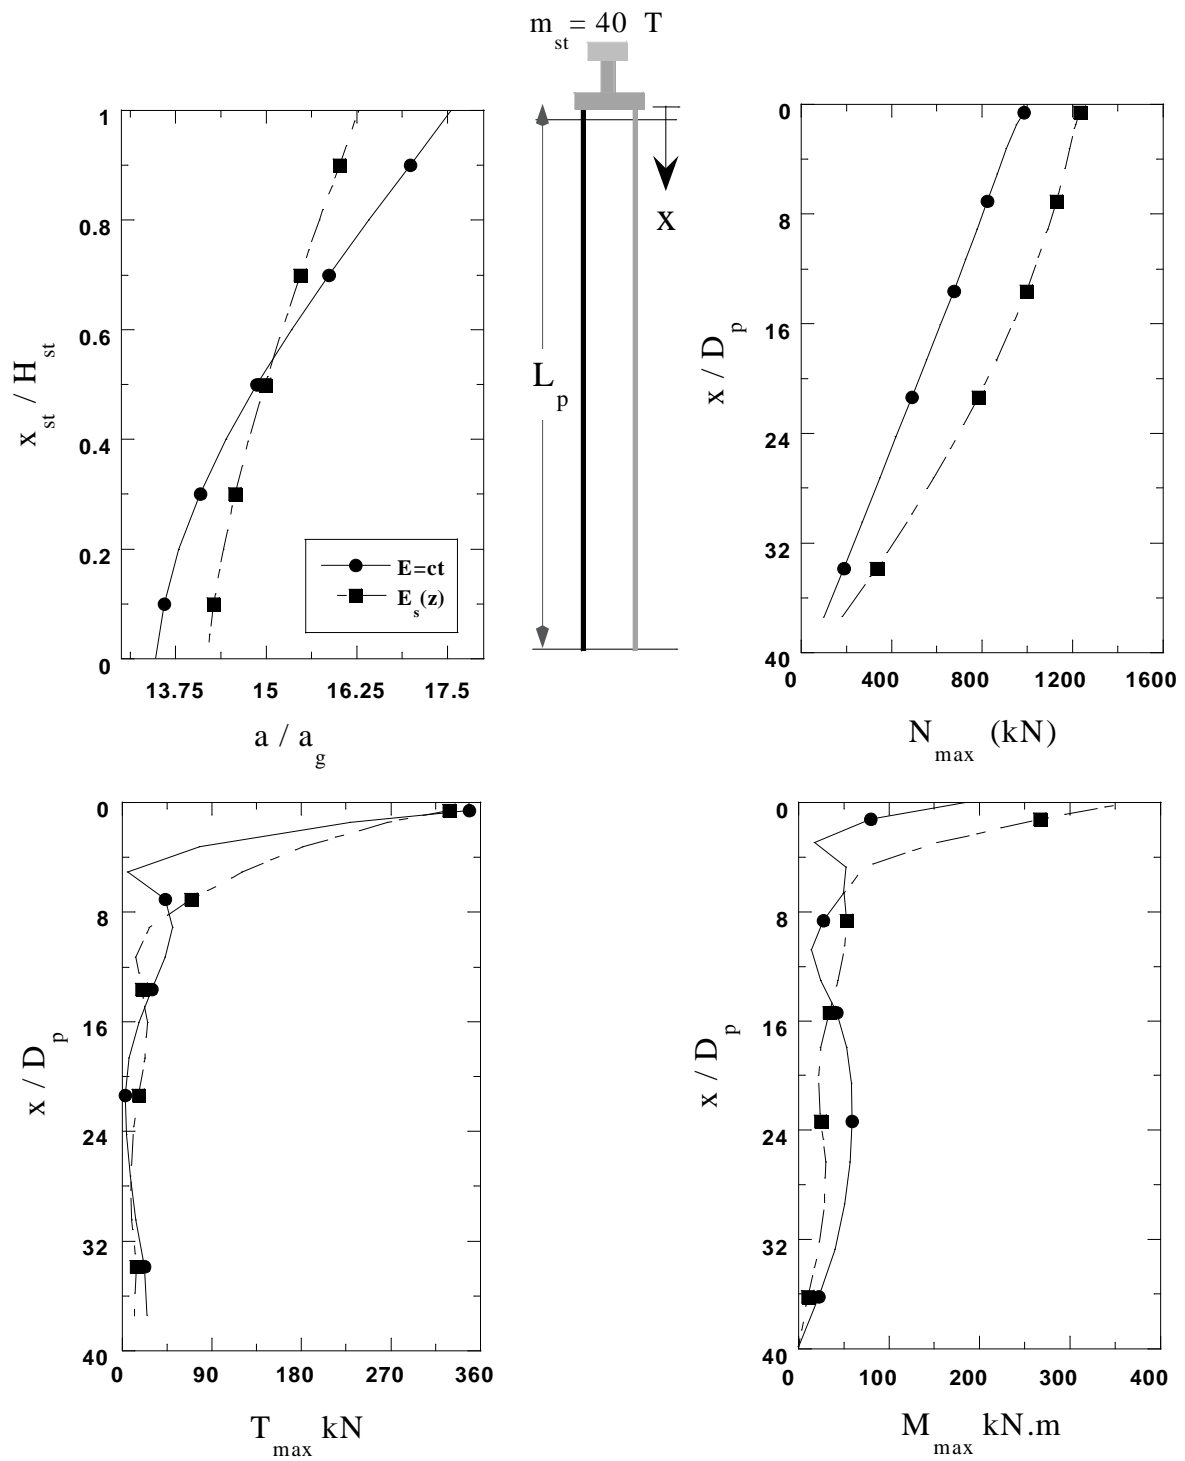 m_st = 40 T
1
0.8
0.6
0.4
0.2
0
x_st / H_st
13.75 15 16.25 17.5
a / a_g
E=ct
E_s(z)
L_p
x
0
8
16
24
32
40
x / D_p
0 400 800 1200 1600
N_max (kN)
0
8
16
24
32
40
x / D_p
0 90 180 270 360
T_max kN
0
8
16
24
32
40
x / D_p
0 100 200 300 400
M_max kN.m